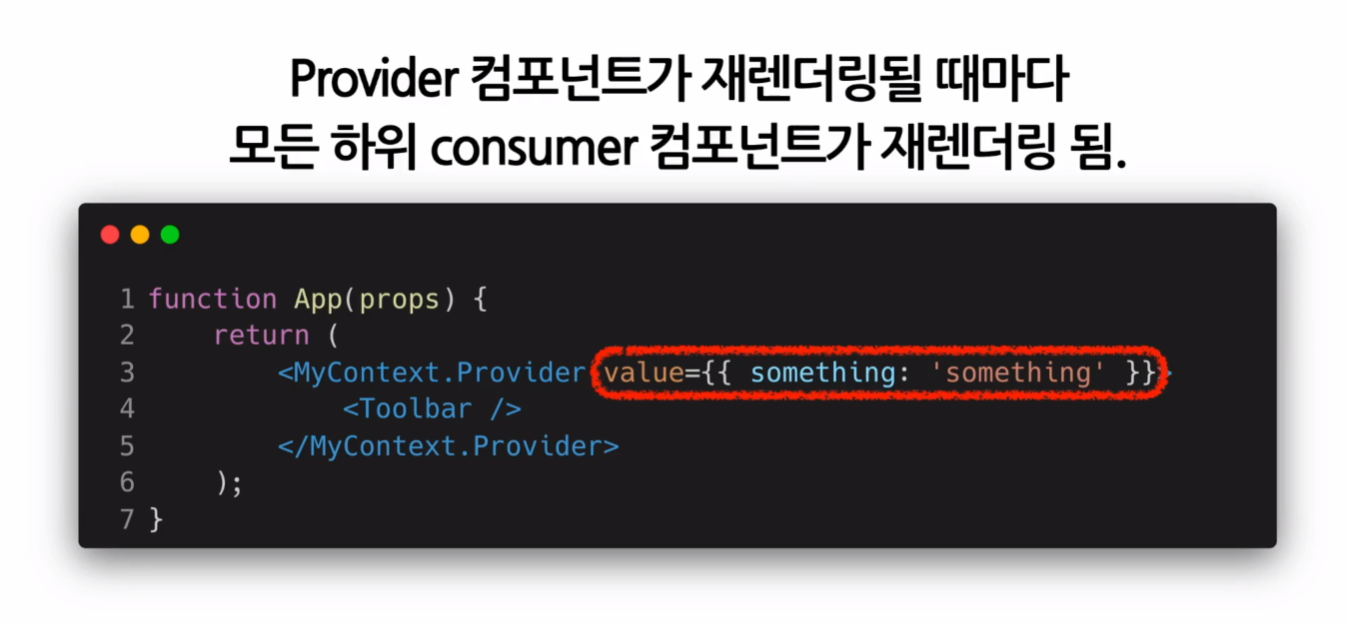 Provider 컴포넌트가 재렌더링될 때마다
모든 하위 consumer 컴포넌트가 재렌더링 됨.
1 function App(props) {
2     return (
3         <MyContext.Provider value={{ something: 'something' }}>
4             <Toolbar />
5         </MyContext.Provider>
6     );
7 }